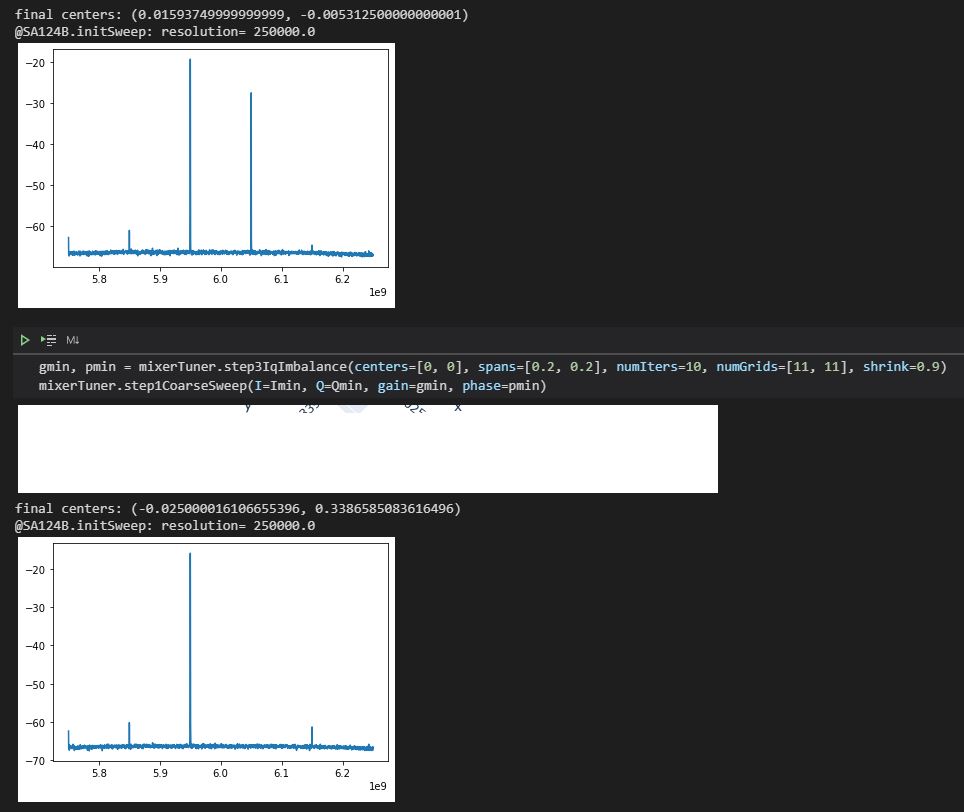 final centers: (0.01593749999999999, -0.005312500000000001)
@SA124B.initSweep: resolution= 250000.0
−20
−30
−40
−50
−60
5.8 5.9 6.0 6.1 6.2
1e9
M↓
gmin, pmin = mixerTuner.step3IqImbalance(centers=[0, 0], spans=[0.2, 0.2], numIters=10, numGrids=[11, 11], shrink=0.9)
mixerTuner.step1CoarseSweep(I=Imin, Q=Qmin, gain=gmin, phase=pmin)
final centers: (-0.025000016106655396, 0.3386585083616496)
@SA124B.initSweep: resolution= 250000.0
−20
−30
−40
−50
−60
−70
5.8 5.9 6.0 6.1 6.2
1e9